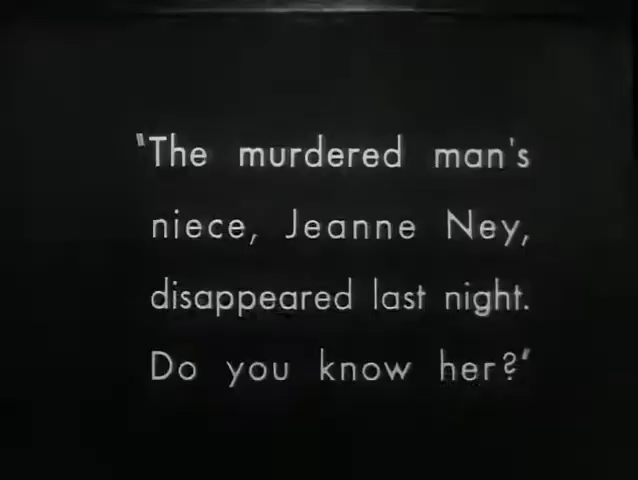 "The murdered man's
niece, Jeanne Ney,
disappeared last night.
Do you know her?"